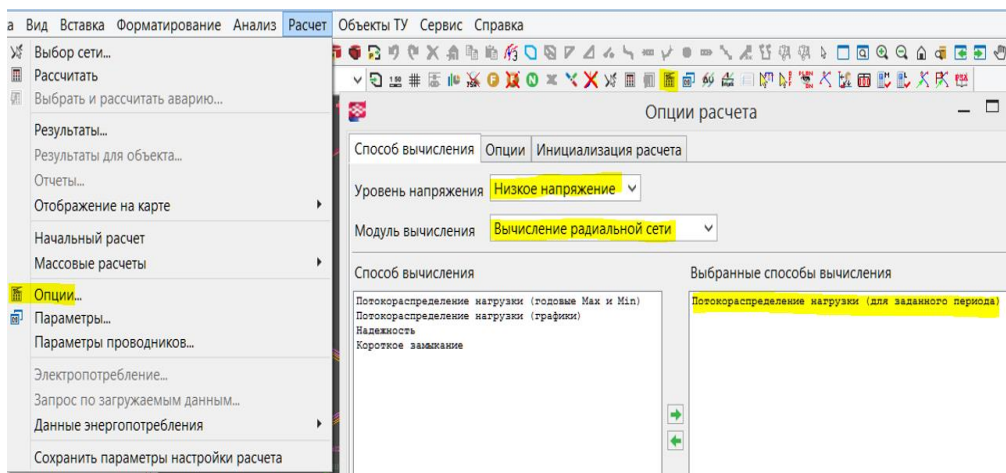 а Вид Вставка Форматирование Анализ Расчет Объекты ТУ Сервис Справка
Выбор сети...
Рассчитать
Выбрать и рассчитать аварию...
Результаты...
Результаты для объекта...
Отчеты...
Отображение на карте
Начальный расчет
Массовые расчеты
Опции...
Параметры...
Параметры проводников...
Электропотребление...
Запрос по загружаемым данным...
Данные энергопотребления
Сохранить параметры настройки расчета
Опции расчета
Способ вычисления Опции Инициализация расчета
Уровень напряжения Низкое напряжение
Модуль вычисления Вычисление радиальной сети
Способ вычисления
Потокораспределение нагрузки (годовые Max и Min)
Потокораспределение нагрузки (графики)
Надежность
Короткое замыкание
Выбранные способы вычисления
Потокораспределение нагрузки (для заданного периода)